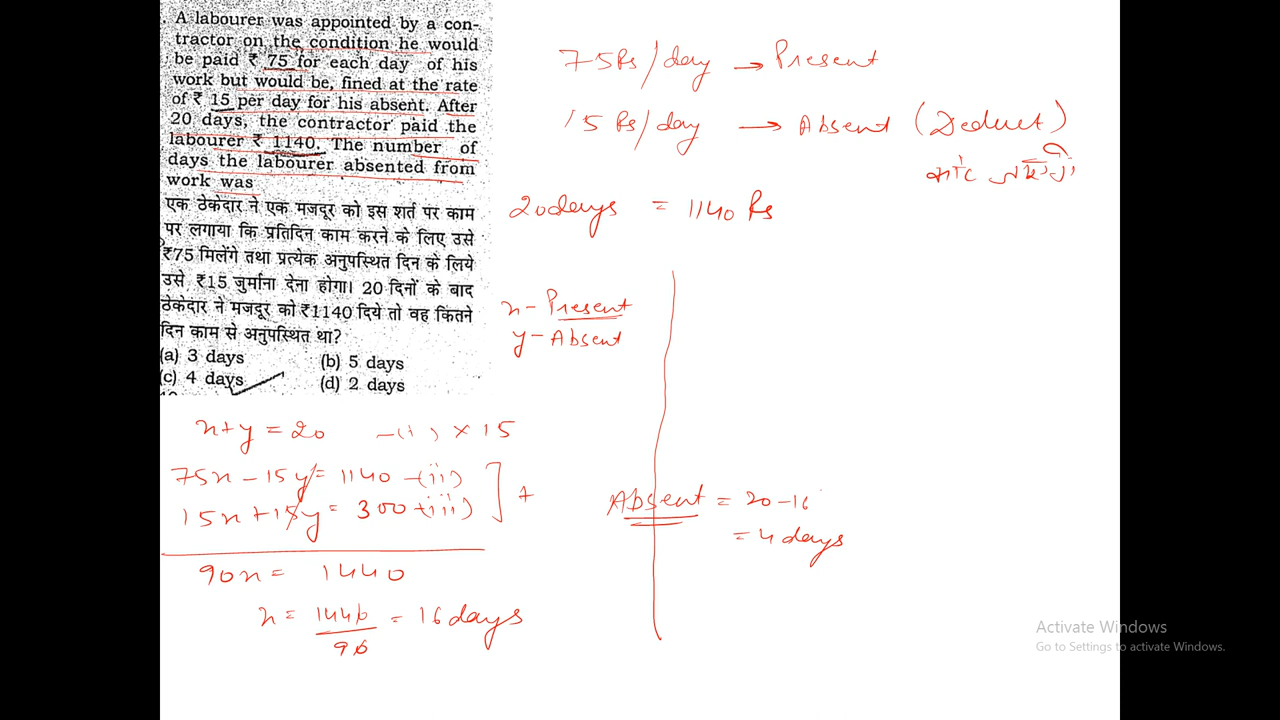 A labourer was appointed by a con-
tractor on the condition he would
be paid ₹ 75 for each day of his
work but would be, fined at the rate
of ₹ 15 per day for his absent. After
20 days, the contractor paid the
labourer ₹ 1140. The number of
days the labourer absented from
work was
एक ठेकेदार ने एक मजदूर को इस शर्त पर काम
पर लगाया कि प्रतिदिन काम करने के लिए उसे
₹75 मिलेंगे तथा प्रत्येक अनुपस्थित दिन के लिये
उसे ₹15 जुर्माना देना होगा। 20 दिनों के बाद
ठेकेदार ने मजदूर को ₹1140 दिये तो वह कितने
दिन काम से अनुपस्थित था?
(a) 3 days (b) 5 days
(c) 4 days (d) 2 days
75Rs/day → Present
15 Rs/day → Absent (Deduct)
20days = 1140 Rs
x - Present
y - Absent
x+y = 20 -(i) × 15
75x - 15y = 1140 -(ii)
15x + 15y = 300 -(iii) ] +
90x = 1440
x = 1440/90 = 16 days
Absent = 20 - 16
= 4 days
Activate Windows
Go to Settings to activate Windows.